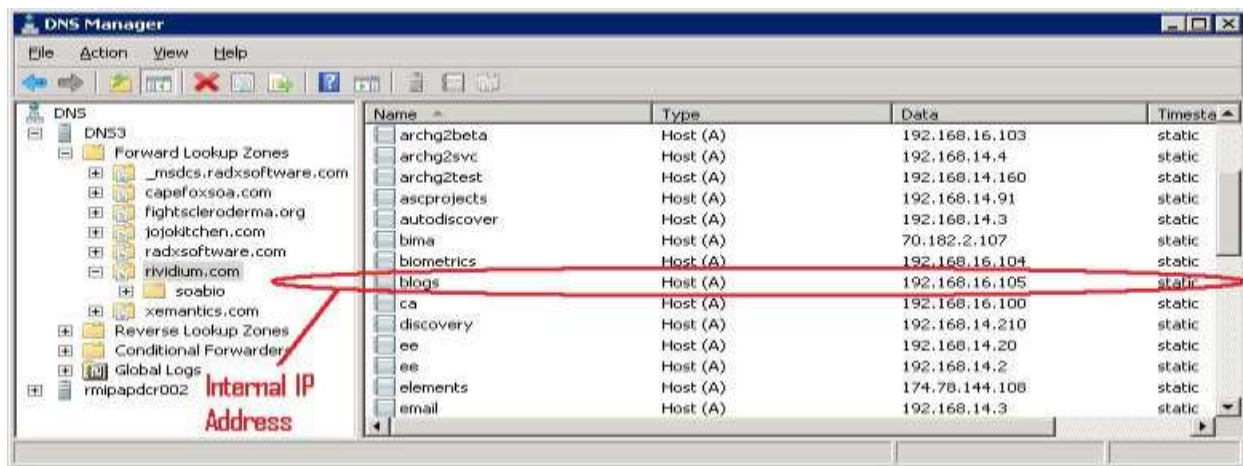 DNS Manager
File Action View Help
DNS
DNS3
Forward Lookup Zones
_msdcs.radxsoftware.com
capefoxsoa.com
fightscleroderma.org
jojokitchen.com
radxsoftware.com
rividium.com
soabio
xemantics.com
Reverse Lookup Zones
Conditional Forwarders
Global Logs
rmipapdcr002
Internal IP
Address
Name Type Data Timesta
archg2beta Host (A) 192.168.16.103 static
archg2svc Host (A) 192.168.14.4 static
archg2test Host (A) 192.168.14.160 static
ascprojects Host (A) 192.168.14.91 static
autodiscover Host (A) 192.168.14.3 static
bima Host (A) 70.182.2.107 static
biometrics Host (A) 192.168.16.104 static
blogs Host (A) 192.168.16.105 static
ca Host (A) 192.168.16.100 static
discovery Host (A) 192.168.14.210 static
ee Host (A) 192.168.14.20 static
ee Host (A) 192.168.14.2 static
elements Host (A) 174.78.144.108 static
email Host (A) 192.168.14.3 static